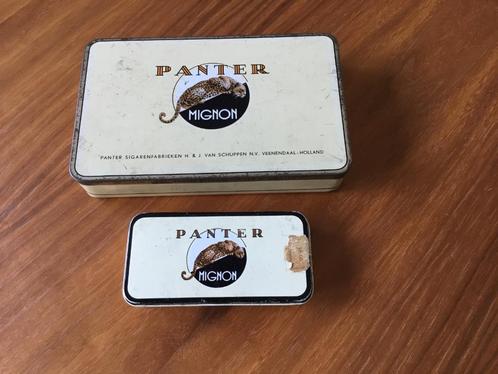 PANTER
MIGNON
PANTER SIGARENFABRIEKEN H. & J. VAN SCHUPPEN N.V. VEENENDAAL-HOLLAND
PANTER
MIGNON